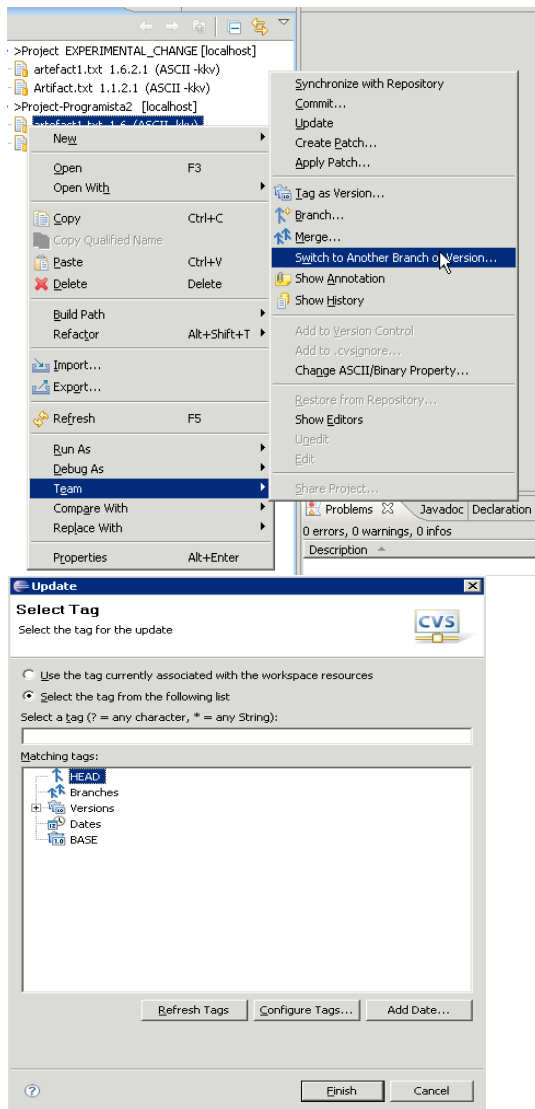 >Project EXPERIMENTAL_CHANGE [localhost]
artefact1.txt 1.6.2.1 (ASCII -kkv)
Artifact.txt 1.1.2.1 (ASCII -kkv)
>Project-Programista2 [localhost]
artefact1.txt 1.6 (ASCII -kkv)
New
Open F3
Open With
Copy Ctrl+C
Copy Qualified Name
Paste Ctrl+V
Delete Delete
Build Path
Refactor Alt+Shift+T
Import...
Export...
Refresh F5
Run As
Debug As
Team
Compare With
Replace With
Properties Alt+Enter
Synchronize with Repository
Commit...
Update
Create Patch...
Apply Patch...
Tag as Version...
Branch...
Merge...
Switch to Another Branch or Version...
Show Annotation
Show History
Add to Version Control
Add to .cvsignore...
Change ASCII/Binary Property...
Restore from Repository...
Show Editors
Unedit
Edit
Share Project...
Problems Javadoc Declaration
0 errors, 0 warnings, 0 infos
Description
Update
Select Tag
Select the tag for the update
CVS
Use the tag currently associated with the workspace resources
Select the tag from the following list
Select a tag (? = any character, * = any String):
Matching tags:
HEAD
Branches
Versions
Dates
BASE
Refresh Tags Configure Tags... Add Date...
Finish Cancel